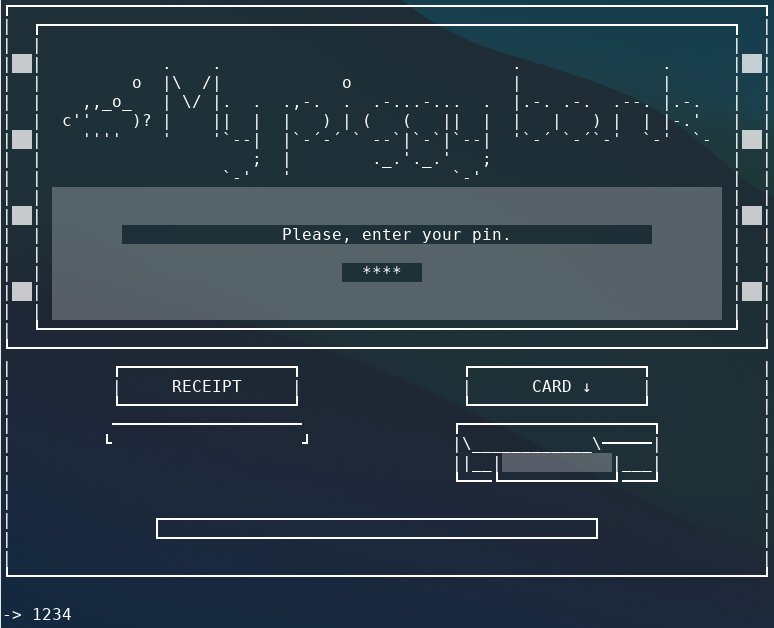 My piggy bank
Please, enter your pin.
****
RECEIPT
CARD ↓
-> 1234